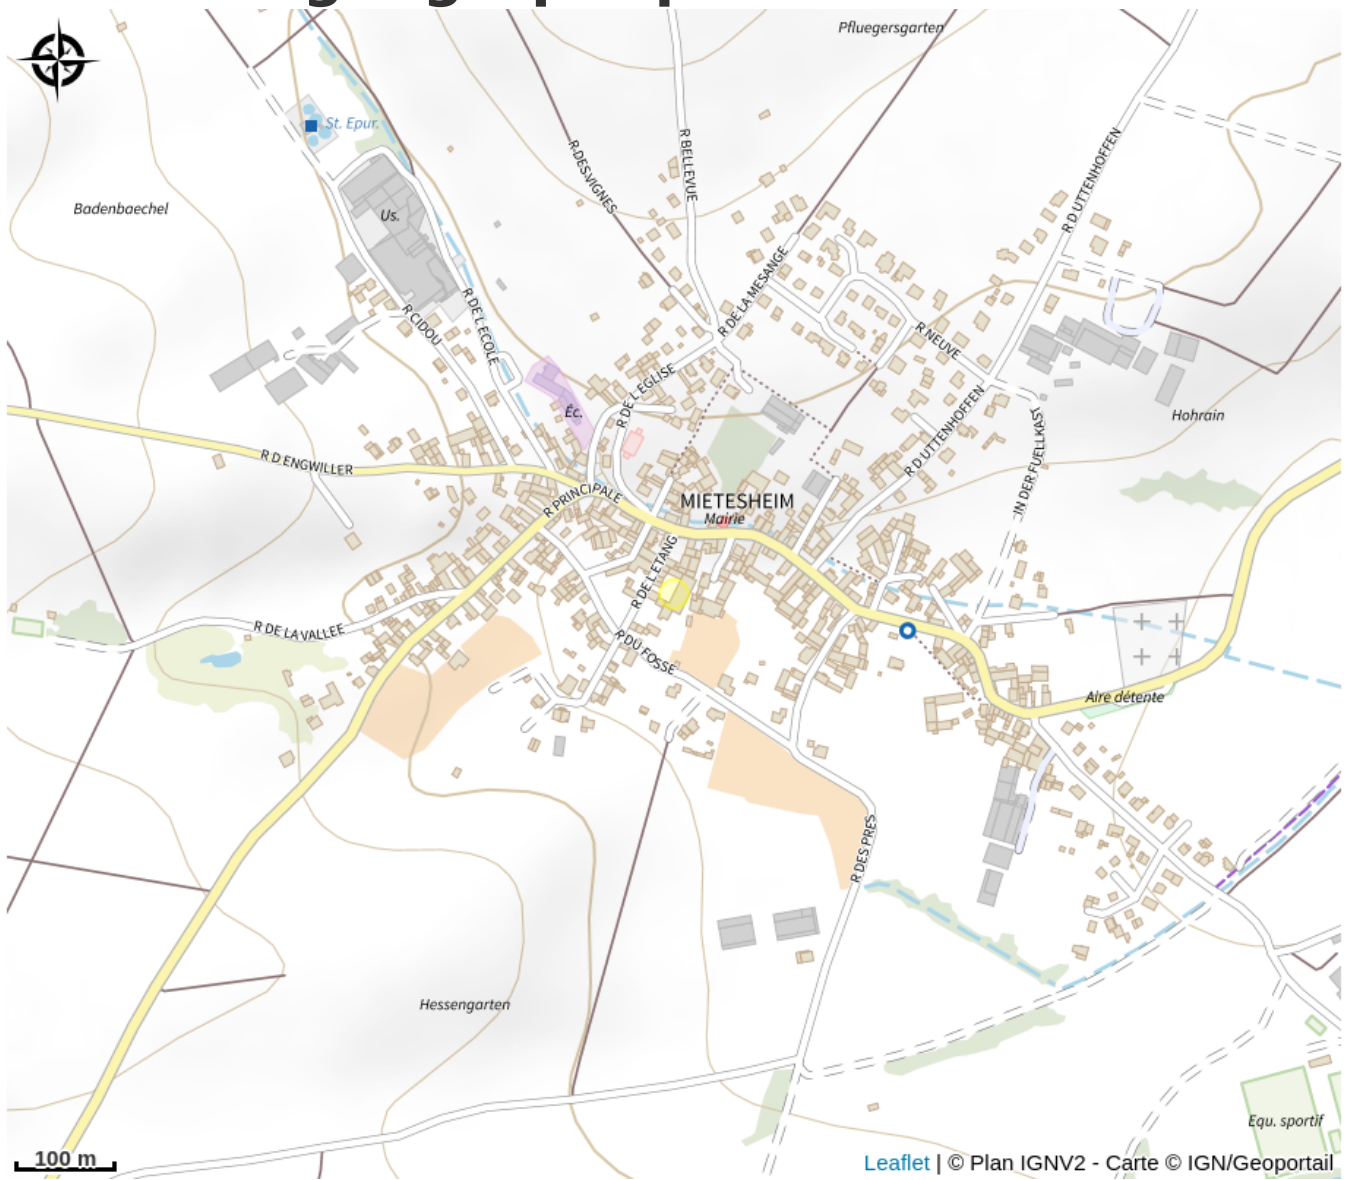 Pfluegersgarten
St. Epur.
R DES VIGNES
R BELLEVUE
R D UTTENHOFFEN
Badenbaechel
Us.
R DE LA MESANGE
R CIDOU
R DE L'ECOLE
R NEUVE
R DE L'EGLISE
Éc.
Hohrain
R D UTTENHOFFEN
IN DER FUELLKAST
R D ENGWILLER
R PRINCIPALE
MIETESHEIM
Mairie
R DE L'ETANG
R DE LA VALLEE
R DU FOSSE
Aire détente
R DES PRES
Hessengarten
Equ. sportif
100 m
Leaflet | © Plan IGNV2 - Carte © IGN/Geoportail